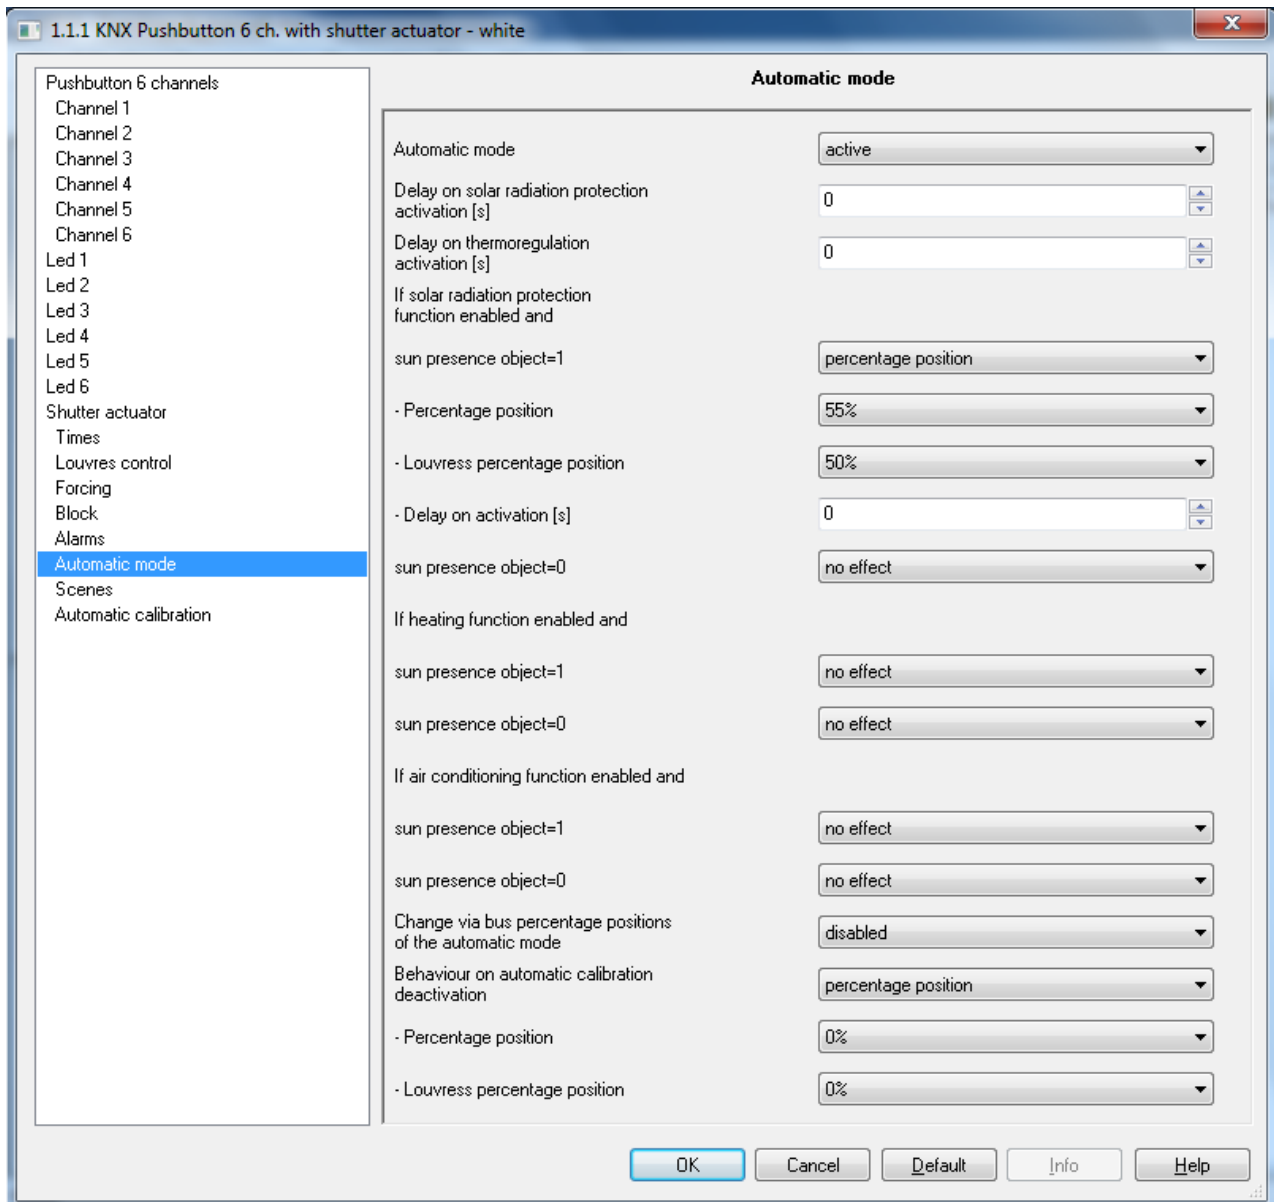 1.1.1 KNX Pushbutton 6 ch. with shutter actuator - white
X
Pushbutton 6 channels
Channel 1
Channel 2
Channel 3
Channel 4
Channel 5
Channel 6
Led 1
Led 2
Led 3
Led 4
Led 5
Led 6
Shutter actuator
Times
Louvres control
Forcing
Block
Alarms
Automatic mode
Scenes
Automatic calibration
Automatic mode
Automatic mode
active
Delay on solar radiation protection
activation [s]
0
Delay on thermoregulation
activation [s]
0
If solar radiation protection
function enabled and
sun presence object=1
percentage position
- Percentage position
55%
- Louvress percentage position
50%
- Delay on activation [s]
0
sun presence object=0
no effect
If heating function enabled and
sun presence object=1
no effect
sun presence object=0
no effect
If air conditioning function enabled and
sun presence object=1
no effect
sun presence object=0
no effect
Change via bus percentage positions
of the automatic mode
disabled
Behaviour on automatic calibration
deactivation
percentage position
- Percentage position
0%
- Louvress percentage position
0%
OK
Cancel
Default
Info
Help